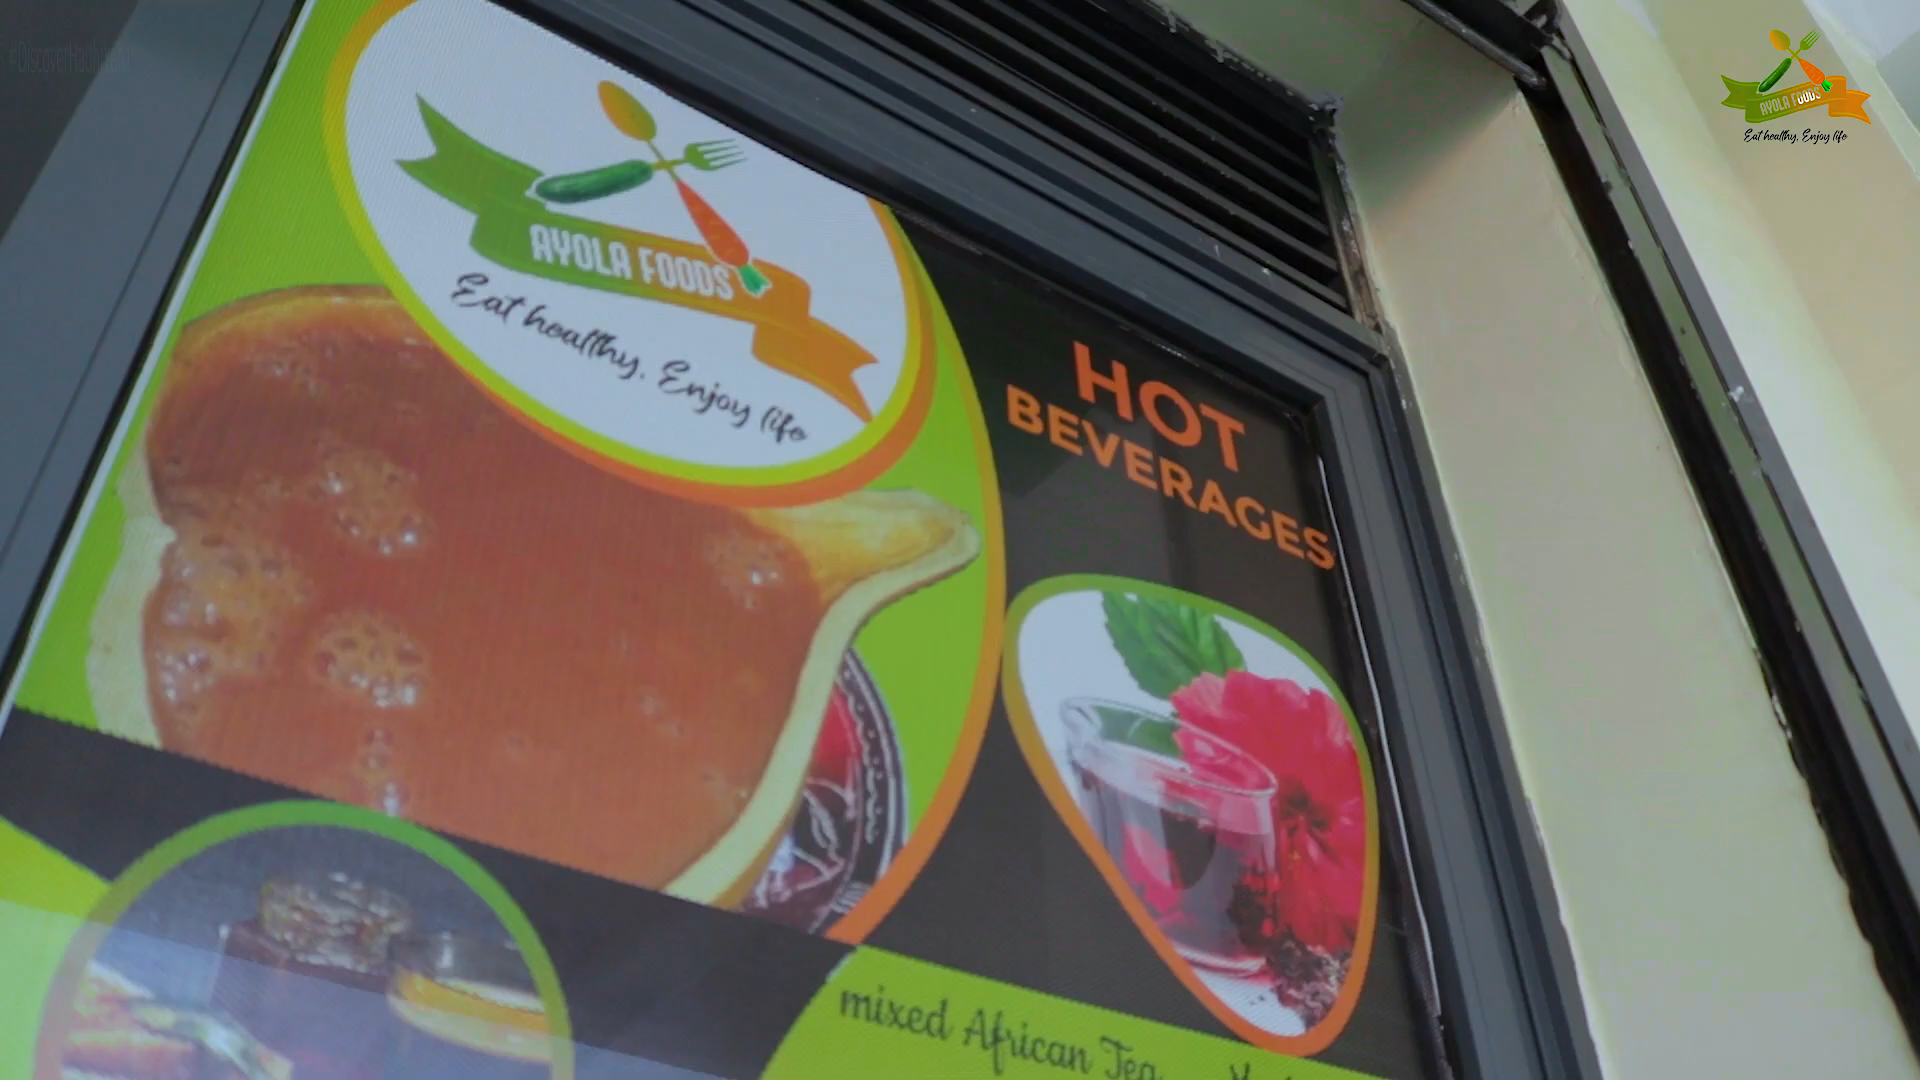 AYOLA FOODS
Eat healthy, Enjoy life
HOT
BEVERAGES
mixed African Tea
AYOLA FOODS
Eat healthy, Enjoy life